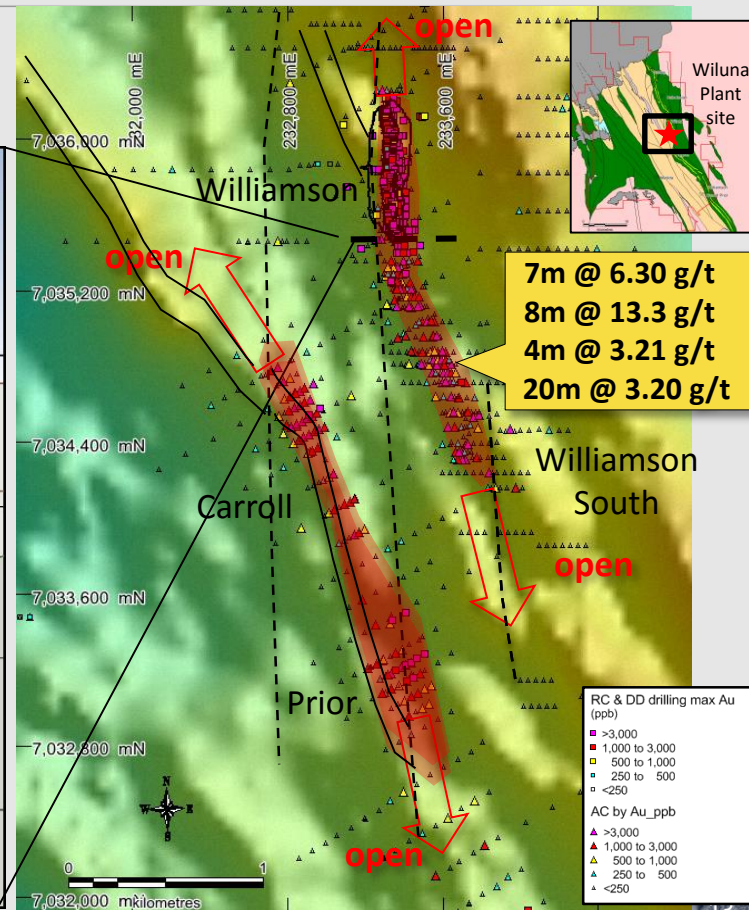 open
232,000 mE
232,800 mE
233,600 mE
Wiluna
Plant
site
7,036,000 mN
Williamson
open
7,035,200 mN
7m @ 6.30 g/t
8m @ 13.3 g/t
4m @ 3.21 g/t
20m @ 3.20 g/t
7,034,400 mN
Williamson
South
Carroll
open
7,033,600 mN
Prior
7,032,800 mN
N
W E
S
open
0 1
kilometres
7,032,000 mN
RC & DD drilling max Au
(ppb)
>3,000
1,000 to 3,000
500 to 1,000
250 to 500
<250
AC by Au_ppb
>3,000
1,000 to 3,000
500 to 1,000
250 to 500
<250